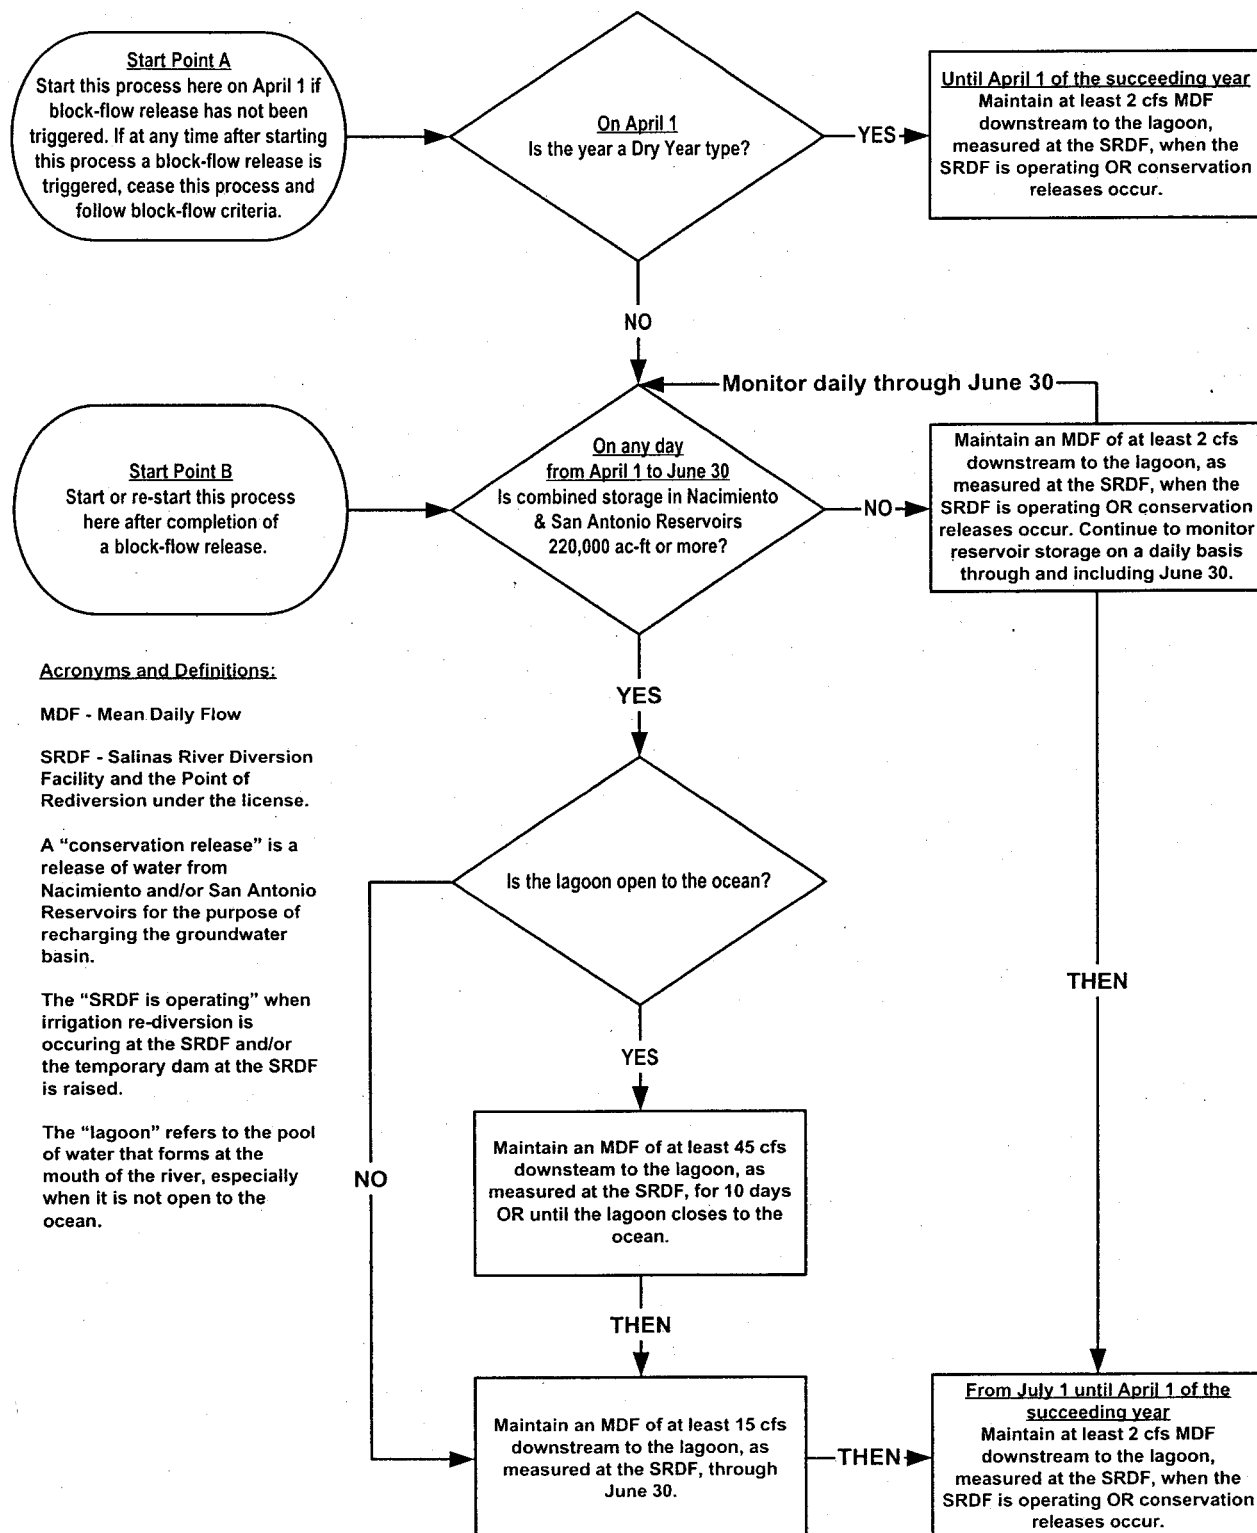 Start Point A
Start this process here on April 1 if
block-flow release has not been
triggered. If at any time after starting
this process a block-flow release is
triggered, cease this process and
follow block-flow criteria.
On April 1
Is the year a Dry Year type?
YES
Until April 1 of the succeeding year
Maintain at least 2 cfs MDF
downstream to the lagoon,
measured at the SRDF, when the
SRDF is operating OR conservation
releases occur.
NO
Monitor daily through June 30
Start Point B
Start or re-start this process
here after completion of
a block-flow release.
On any day
from April 1 to June 30
Is combined storage in Nacimiento
& San Antonio Reservoirs
220,000 ac-ft or more?
NO
Maintain an MDF of at least 2 cfs
downstream to the lagoon, as
measured at the SRDF, when the
SRDF is operating OR conservation
releases occur. Continue to monitor
reservoir storage on a daily basis
through and including June 30.
YES
Acronyms and Definitions:
MDF - Mean Daily Flow
SRDF - Salinas River Diversion
Facility and the Point of
Rediversion under the license.
A “conservation release” is a
release of water from
Nacimiento and/or San Antonio
Reservoirs for the purpose of
recharging the groundwater
basin.
The “SRDF is operating” when
irrigation re-diversion is
occuring at the SRDF and/or
the temporary dam at the SRDF
is raised.
The “lagoon” refers to the pool
of water that forms at the
mouth of the river, especially
when it is not open to the
ocean.
Is the lagoon open to the ocean?
THEN
YES
NO
Maintain an MDF of at least 45 cfs
downsteam to the lagoon, as
measured at the SRDF, for 10 days
OR until the lagoon closes to the
ocean.
THEN
Maintain an MDF of at least 15 cfs
downstream to the lagoon, as
measured at the SRDF, through
June 30.
THEN
From July 1 until April 1 of the
succeeding year
Maintain at least 2 cfs MDF
downstream to the lagoon,
measured at the SRDF, when the
SRDF is operating OR conservation
releases occur.